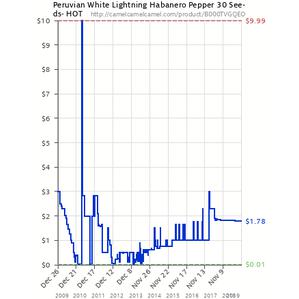 Peruvian White Lightning Habanero Pepper 30 See-
ds- HOT
http://camelcamelcamel.com/product/B000TVGQEO
$10
$9.99
$9
$8
$7
$6
$5
$4
$3
$2
$1.78
$1
$0
$0.01
Dec 26
Dec 21
Dec 17
Dec 12
Dec 8
Nov 26
Nov 22
Nov 17
Nov 13
Nov 9
2009 2010 2011 2012 2013 2014 2015 2016 2017